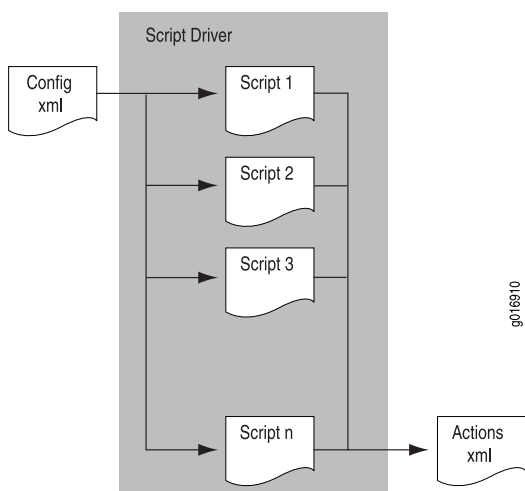 Script Driver
Config
xml
Script 1
Script 2
Script 3
Script n
Actions
xml
g016910